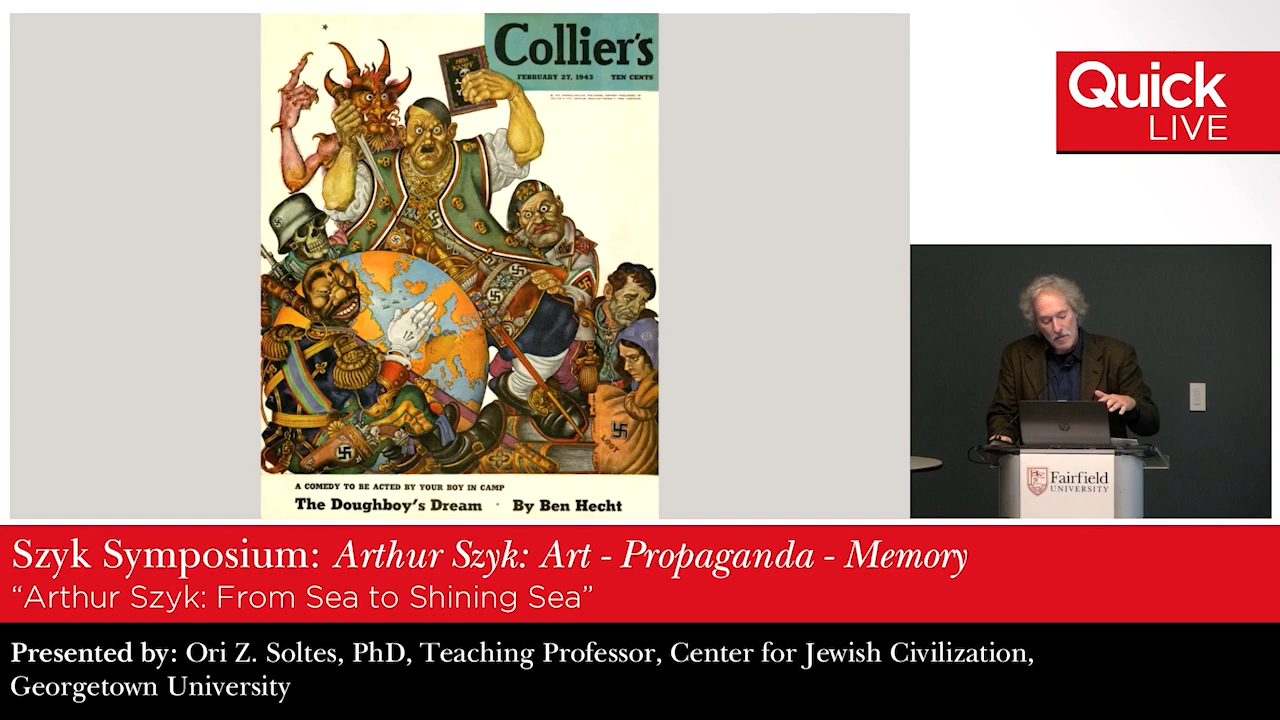 Collier's
FEBRUARY 27, 1943 TEN CENTS
MEIN
KAMPF
LOOT
A COMEDY TO BE ACTED BY YOUR BOY IN CAMP
The Doughboy's Dream · By Ben Hecht
Quick
LIVE
Fairfield
UNIVERSITY
Szyk Symposium: Arthur Szyk: Art - Propaganda - Memory
“Arthur Szyk: From Sea to Shining Sea”
Presented by: Ori Z. Soltes, PhD, Teaching Professor, Center for Jewish Civilization,
Georgetown University